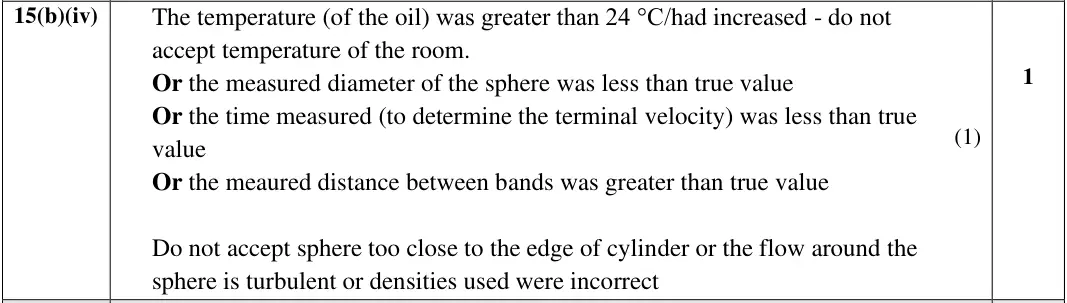 15(b)(iv) The temperature (of the oil) was greater than 24 °C/had increased - do not
accept temperature of the room.
Or the measured diameter of the sphere was less than true value
Or the time measured (to determine the terminal velocity) was less than true
value
Or the meaured distance between bands was greater than true value
(1)
1
Do not accept sphere too close to the edge of cylinder or the flow around the
sphere is turbulent or densities used were incorrect